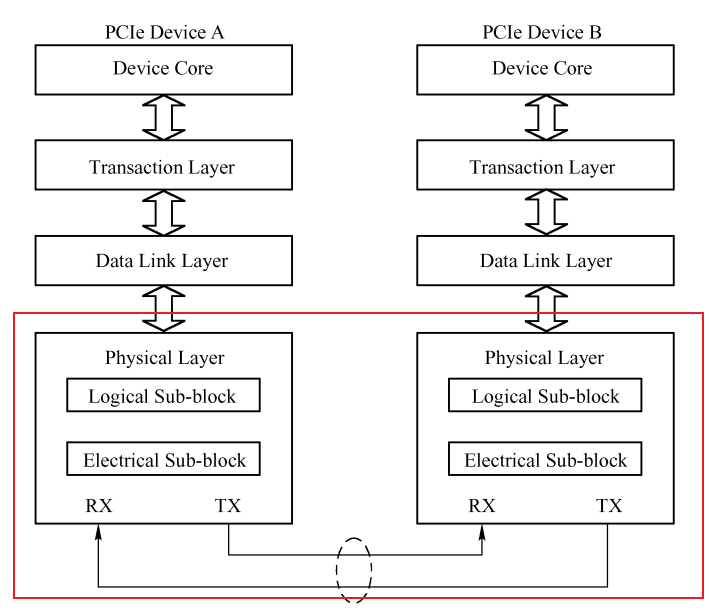 PCIe Device A
Device Core
Transaction Layer
Data Link Layer
Physical Layer
Logical Sub-block
Electrical Sub-block
RX
TX
PCIe Device B
Device Core
Transaction Layer
Data Link Layer
Physical Layer
Logical Sub-block
Electrical Sub-block
RX
TX